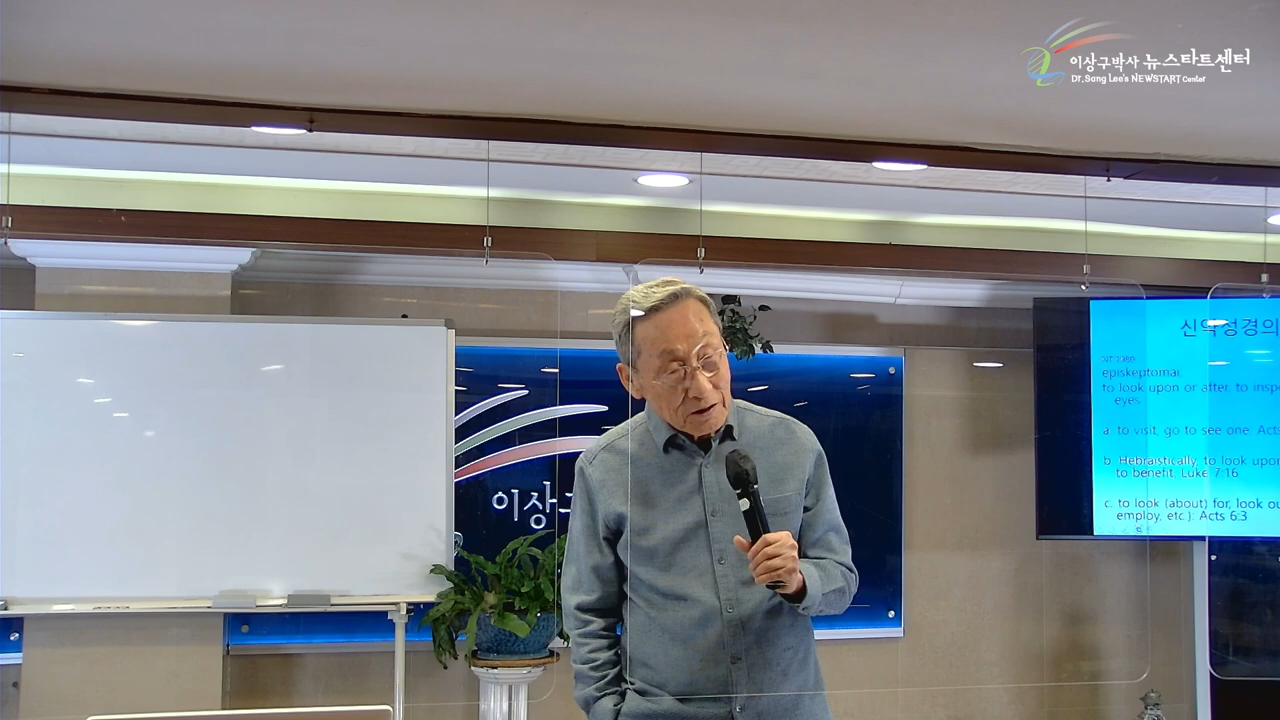 이상구박사 뉴스타트센터
Dr. Sang Lee's NEWSTART Center
신약성경의
episkeptomai
to look upon or after, to insp
eyes.
a. to visit, go to see one. Acts
b. Hebraistically, to look upon
to benefit, Luke 7:16
c. to look (about) for, look ou
employ, etc.): Acts 6:3
이상구